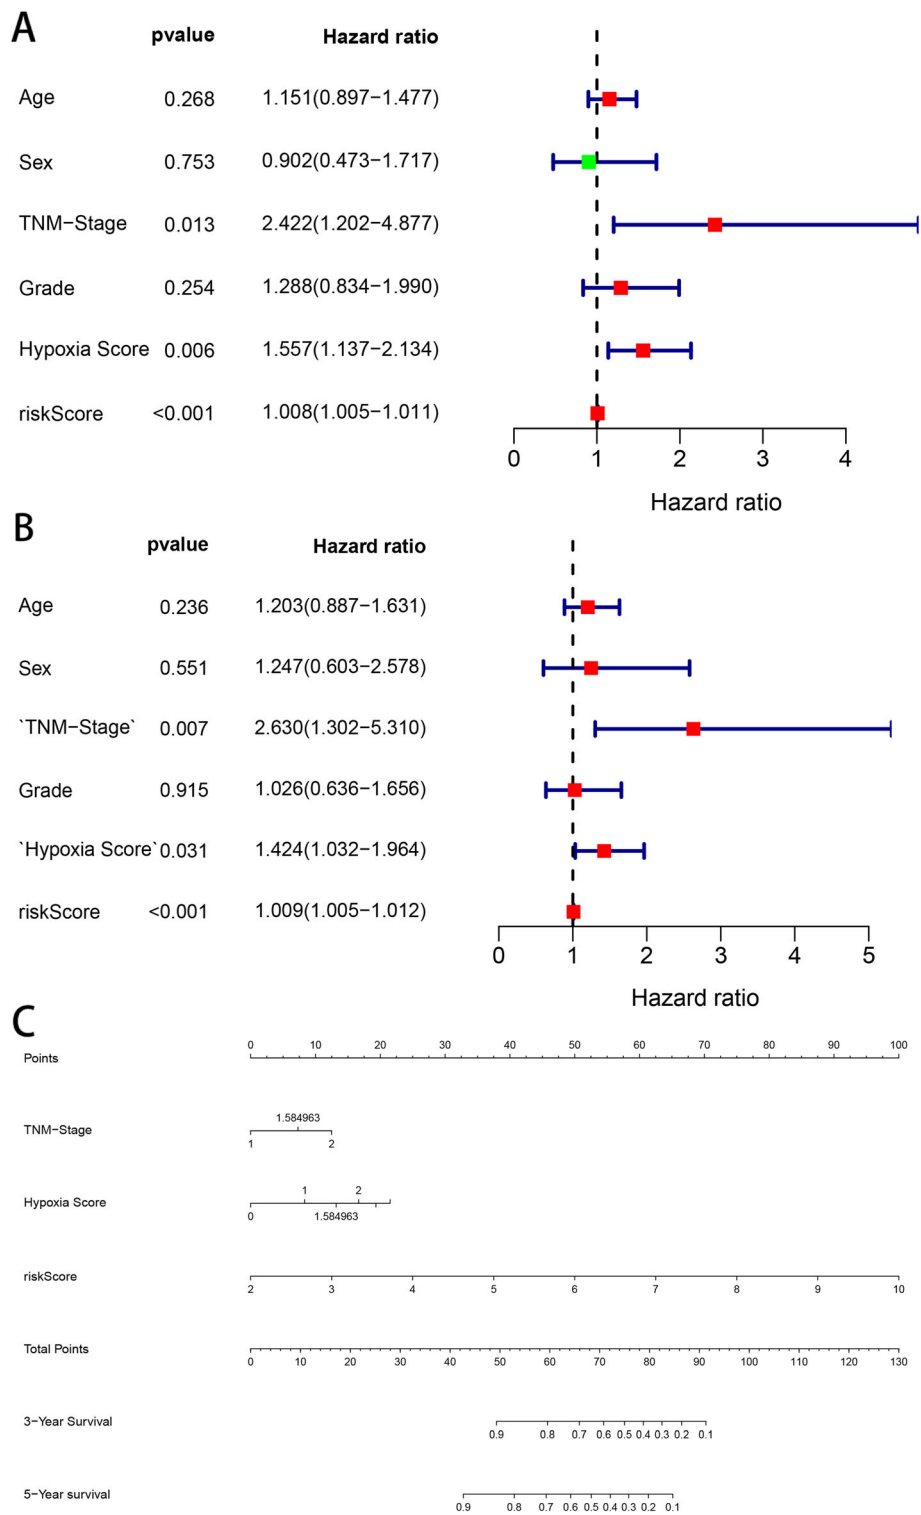 A
pvalue Hazard ratio
Age 0.268 1.151(0.897−1.477)
Sex 0.753 0.902(0.473−1.717)
TNM−Stage 0.013 2.422(1.202−4.877)
Grade 0.254 1.288(0.834−1.990)
Hypoxia Score 0.006 1.557(1.137−2.134)
riskScore <0.001 1.008(1.005−1.011)
0 1 2 3 4
Hazard ratio
B
pvalue Hazard ratio
Age 0.236 1.203(0.887−1.631)
Sex 0.551 1.247(0.603−2.578)
`TNM−Stage` 0.007 2.630(1.302−5.310)
Grade 0.915 1.026(0.636−1.656)
`Hypoxia Score` 0.031 1.424(1.032−1.964)
riskScore <0.001 1.009(1.005−1.012)
0 1 2 3 4 5
Hazard ratio
C
0 10 20 30 40 50 60 70 80 90 100
Points
1.584963
TNM−Stage
1 2
1 2
Hypoxia Score
0 1.584963
riskScore
2 3 4 5 6 7 8 9 10
Total Points
0 10 20 30 40 50 60 70 80 90 100 110 120 130
3−Year Survival
0.9 0.8 0.7 0.6 0.5 0.4 0.3 0.2 0.1
5−Year survival
0.9 0.8 0.7 0.6 0.5 0.4 0.3 0.2 0.1